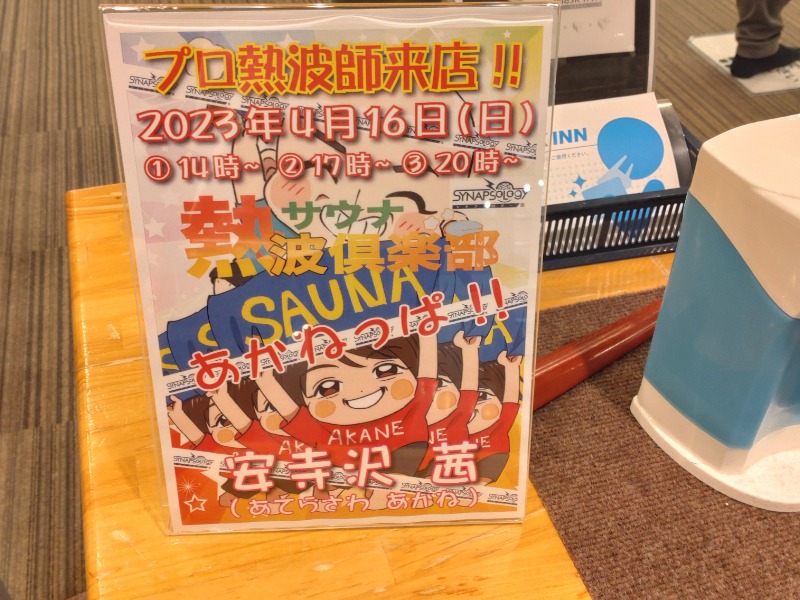 プロ熱波師来店!!
2023年4月16日(日)
①14時~ ②17時~ ③20時~
SYNAPSOLOGY
サウナ
熱波倶楽部
SAUNA
あかねっぱ!!
AKANE
安寺沢 茜
(あてらさわ あかね)
INN